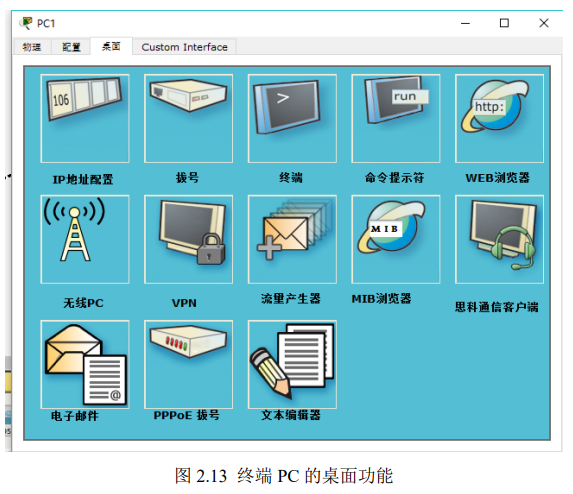 PC1
物理 配置 桌面 Custom Interface
106
>
run
http:
IP地址配置 拨号 终端 命令提示符 WEB浏览器
MIB
无线PC VPN 流里产生器 MIB浏览器 思科通信客户端
@
电子邮件 PPPoE 拨号 文本编辑器
图 2.13 终端 PC 的桌面功能